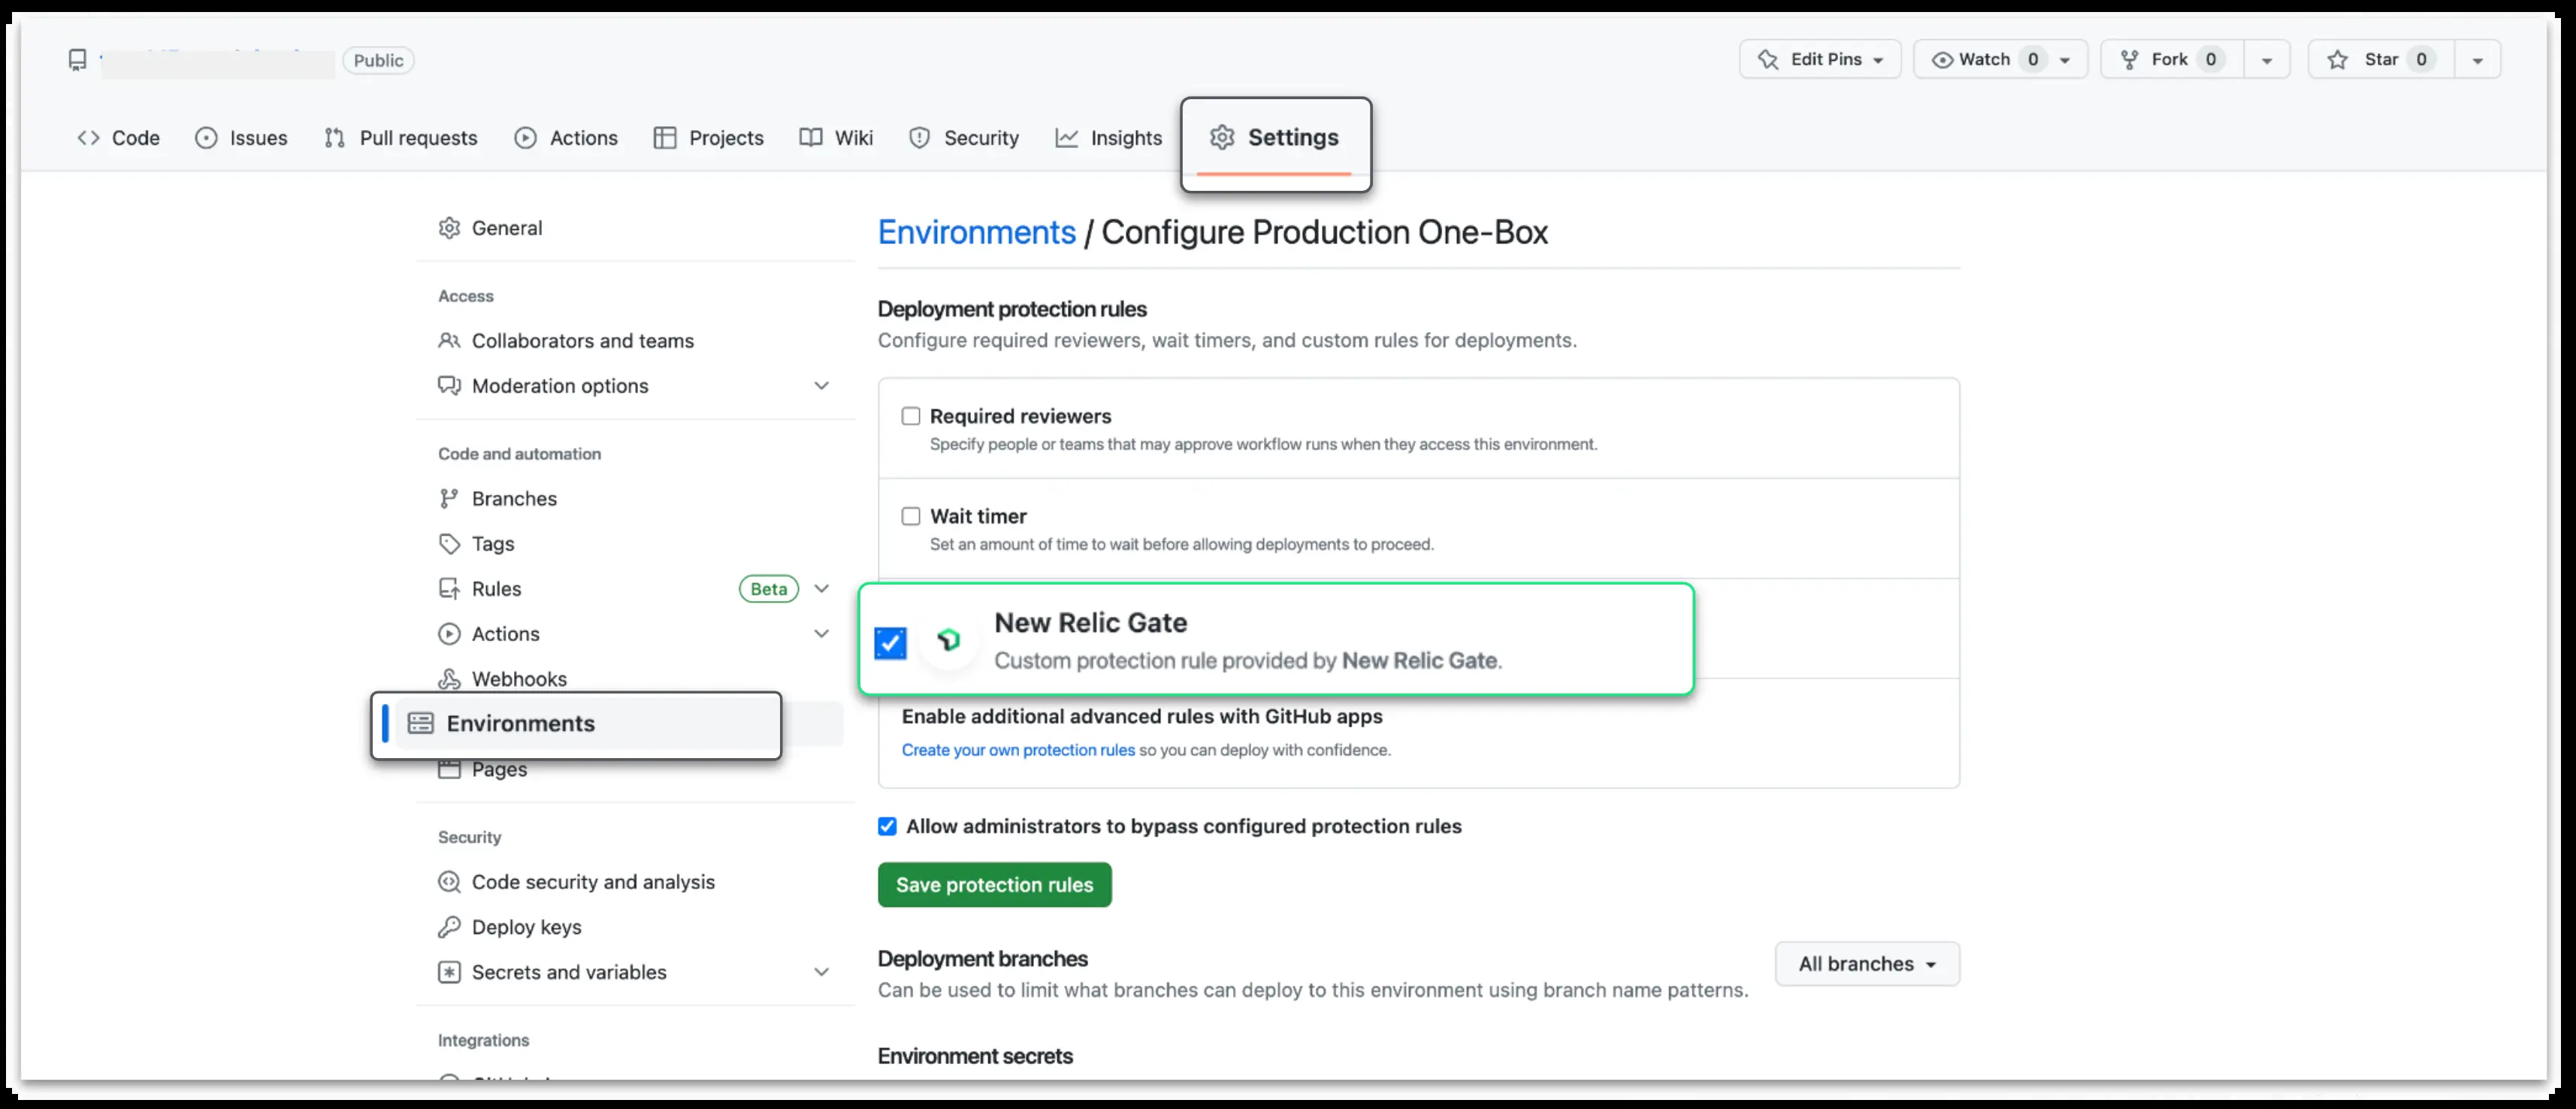 Public
Edit Pins
Watch 0
Fork 0
Star 0
Code
Issues
Pull requests
Actions
Projects
Wiki
Security
Insights
Settings
General
Access
Collaborators and teams
Moderation options
Code and automation
Branches
Tags
Rules Beta
Actions
Webhooks
Environments
Pages
Security
Code security and analysis
Deploy keys
Secrets and variables
Integrations
Environments / Configure Production One-Box
Deployment protection rules
Configure required reviewers, wait timers, and custom rules for deployments.
Required reviewers
Specify people or teams that may approve workflow runs when they access this environment.
Wait timer
Set an amount of time to wait before allowing deployments to proceed.
New Relic Gate
Custom protection rule provided by New Relic Gate.
Enable additional advanced rules with GitHub apps
Create your own protection rules so you can deploy with confidence.
Allow administrators to bypass configured protection rules
Save protection rules
Deployment branches
All branches
Can be used to limit what branches can deploy to this environment using branch name patterns.
Environment secrets